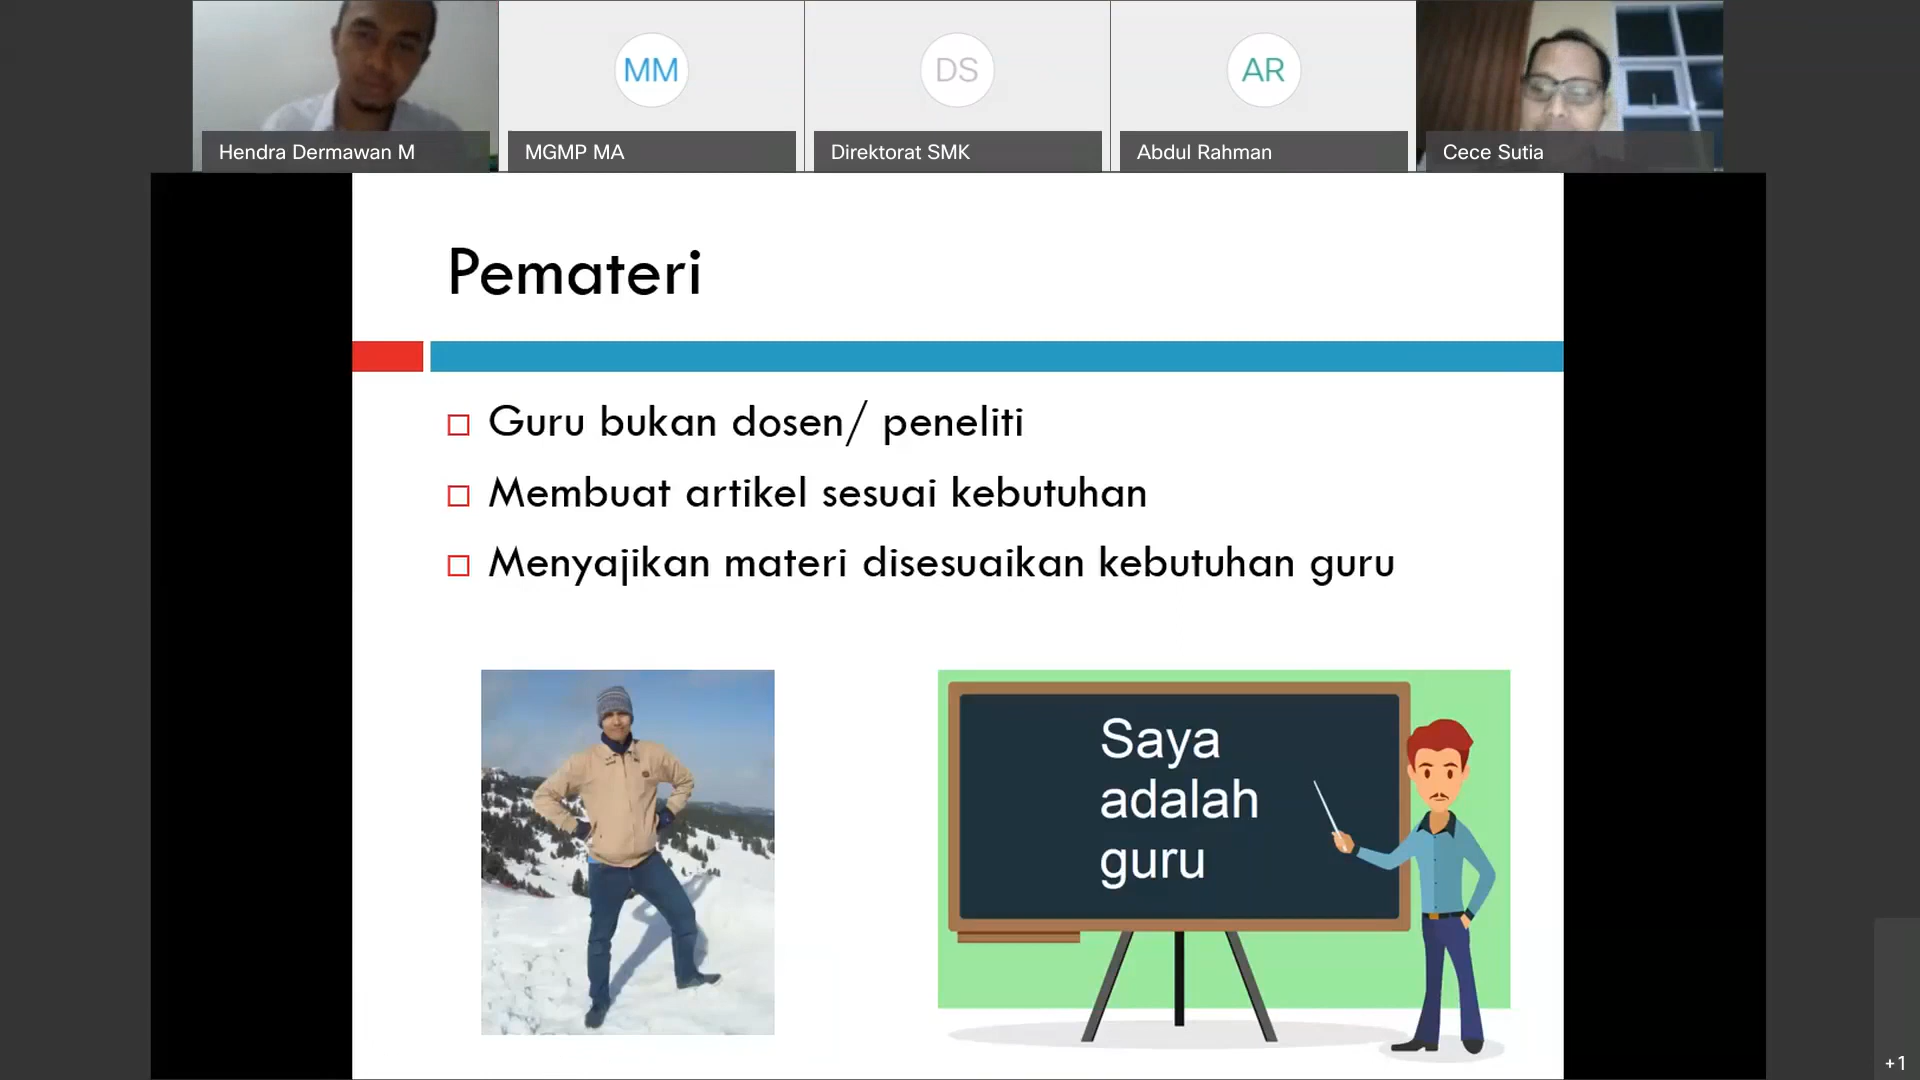 MM
DS
AR
Hendra Dermawan M
MGMP MA
Direktorat SMK
Abdul Rahman
Cece Sutia
Pemateri
Guru bukan dosen/ peneliti
Membuat artikel sesuai kebutuhan
Menyajikan materi disesuaikan kebutuhan guru
Saya
adalah
guru
+1